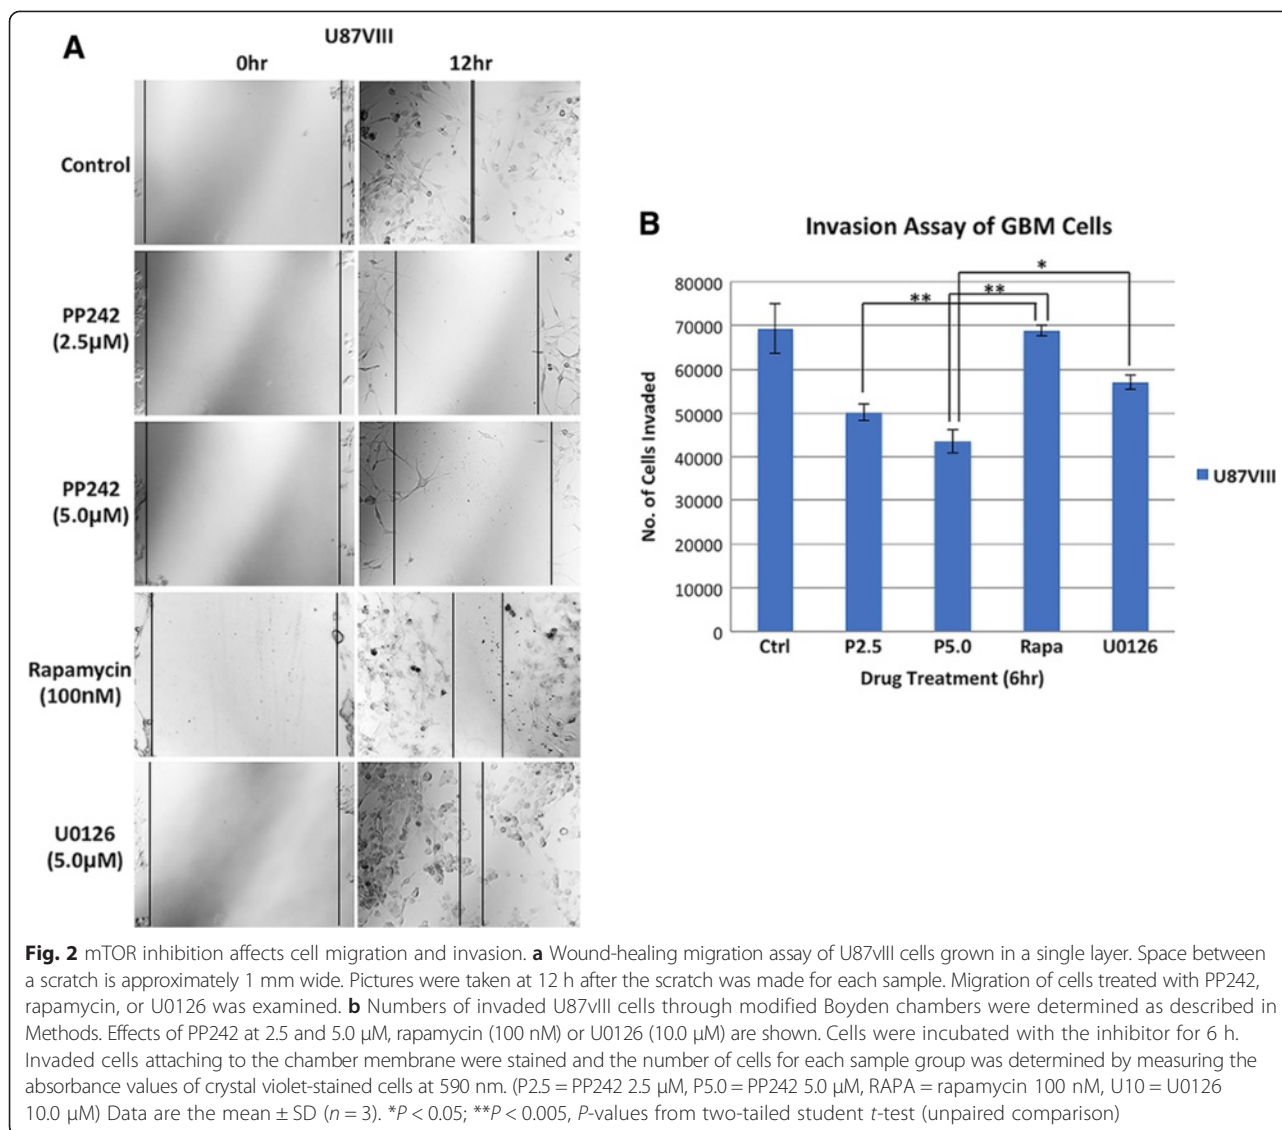 A
U87VIII
0hr 12hr
Control
PP242
(2.5µM)
PP242
(5.0µM)
Rapamycin
(100nM)
U0126
(5.0µM)
B
Invasion Assay of GBM Cells
No. of Cells Invaded
80000
70000
60000
50000
40000
30000
20000
10000
0
**
**
*
Ctrl P2.5 P5.0 Rapa U0126
Drug Treatment (6hr)
U87VIII
Fig. 2 mTOR inhibition affects cell migration and invasion. a Wound-healing migration assay of U87vIII cells grown in a single layer. Space between
a scratch is approximately 1 mm wide. Pictures were taken at 12 h after the scratch was made for each sample. Migration of cells treated with PP242,
rapamycin, or U0126 was examined. b Numbers of invaded U87vIII cells through modified Boyden chambers were determined as described in
Methods. Effects of PP242 at 2.5 and 5.0 µM, rapamycin (100 nM) or U0126 (10.0 µM) are shown. Cells were incubated with the inhibitor for 6 h.
Invaded cells attaching to the chamber membrane were stained and the number of cells for each sample group was determined by measuring the
absorbance values of crystal violet-stained cells at 590 nm. (P2.5 = PP242 2.5 µM, P5.0 = PP242 5.0 µM, RAPA = rapamycin 100 nM, U10 = U0126
10.0 µM) Data are the mean ± SD (n = 3). *P < 0.05; **P < 0.005, P-values from two-tailed student t-test (unpaired comparison)